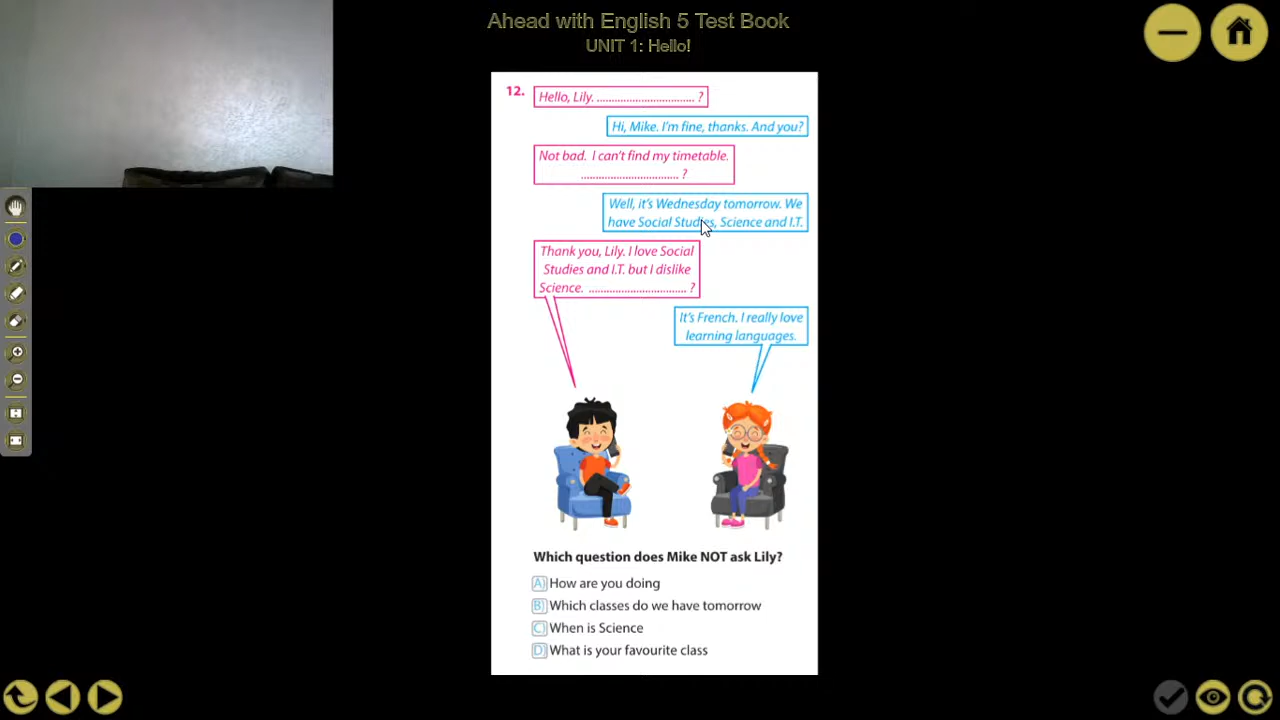 Ahead with English 5 Test Book
UNIT 1: Hello!
12.
Hello, Lily. ................................. ?
Hi, Mike. I'm fine, thanks. And you?
Not bad. I can't find my timetable.
................................. ?
Well, it's Wednesday tomorrow. We
have Social Studies, Science and I.T.
Thank you, Lily. I love Social
Studies and I.T. but I dislike
Science. ................................. ?
It's French. I really love
learning languages.
Which question does Mike NOT ask Lily?
A) How are you doing
B) Which classes do we have tomorrow
C) When is Science
D) What is your favourite class